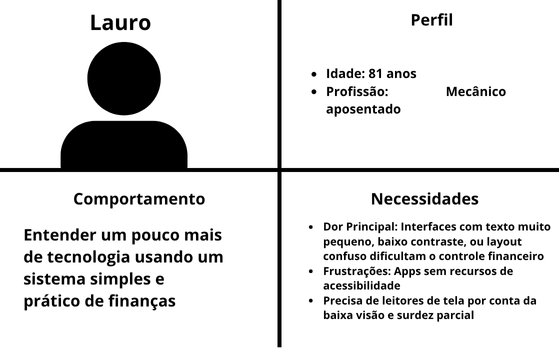 Lauro
Perfil
• Idade: 81 anos
• Profissão: Mecânico
aposentado
Comportamento
Entender um pouco mais
de tecnologia usando um
sistema simples e
prático de finanças
Necessidades
• Dor Principal: Interfaces com texto muito
pequeno, baixo contraste, ou layout
confuso dificultam o controle financeiro
• Frustrações: Apps sem recursos de
acessibilidade
• Precisa de leitores de tela por conta da
baixa visão e surdez parcial